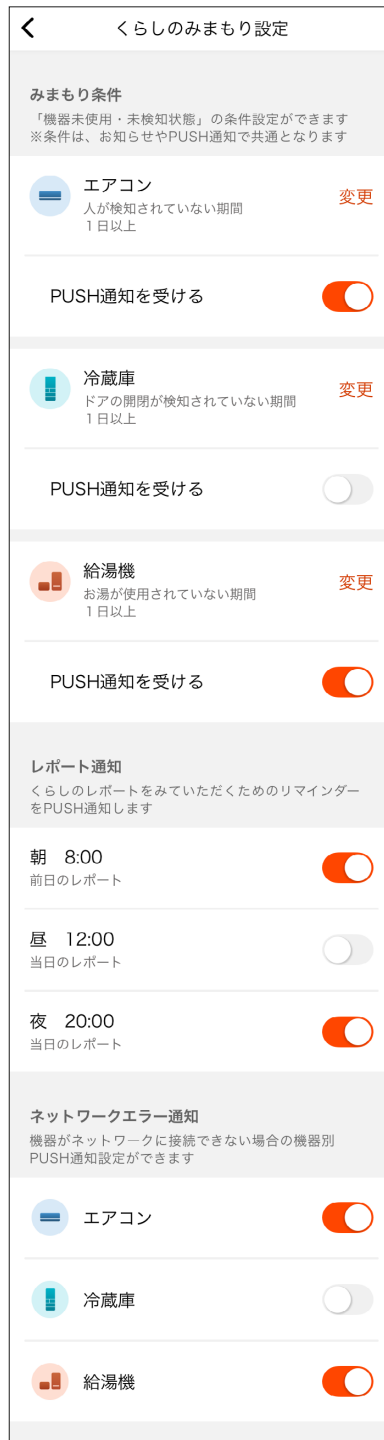 くらしのみまもり設定
みまもり条件
「機器未使用・未検知状態」の条件設定ができます
※条件は、お知らせやPUSH通知で共通となります
エアコン
人が検知されていない期間
1日以上
変更
PUSH通知を受ける
冷蔵庫
ドアの開閉が検知されていない期間
1日以上
変更
PUSH通知を受ける
給湯機
お湯が使用されていない期間
1日以上
変更
PUSH通知を受ける
レポート通知
くらしのレポートをみていただくためのリマインダー
をPUSH通知します
朝 8:00
前日のレポート
昼 12:00
当日のレポート
夜 20:00
当日のレポート
ネットワークエラー通知
機器がネットワークに接続できない場合の機器別
PUSH通知設定ができます
エアコン
冷蔵庫
給湯機